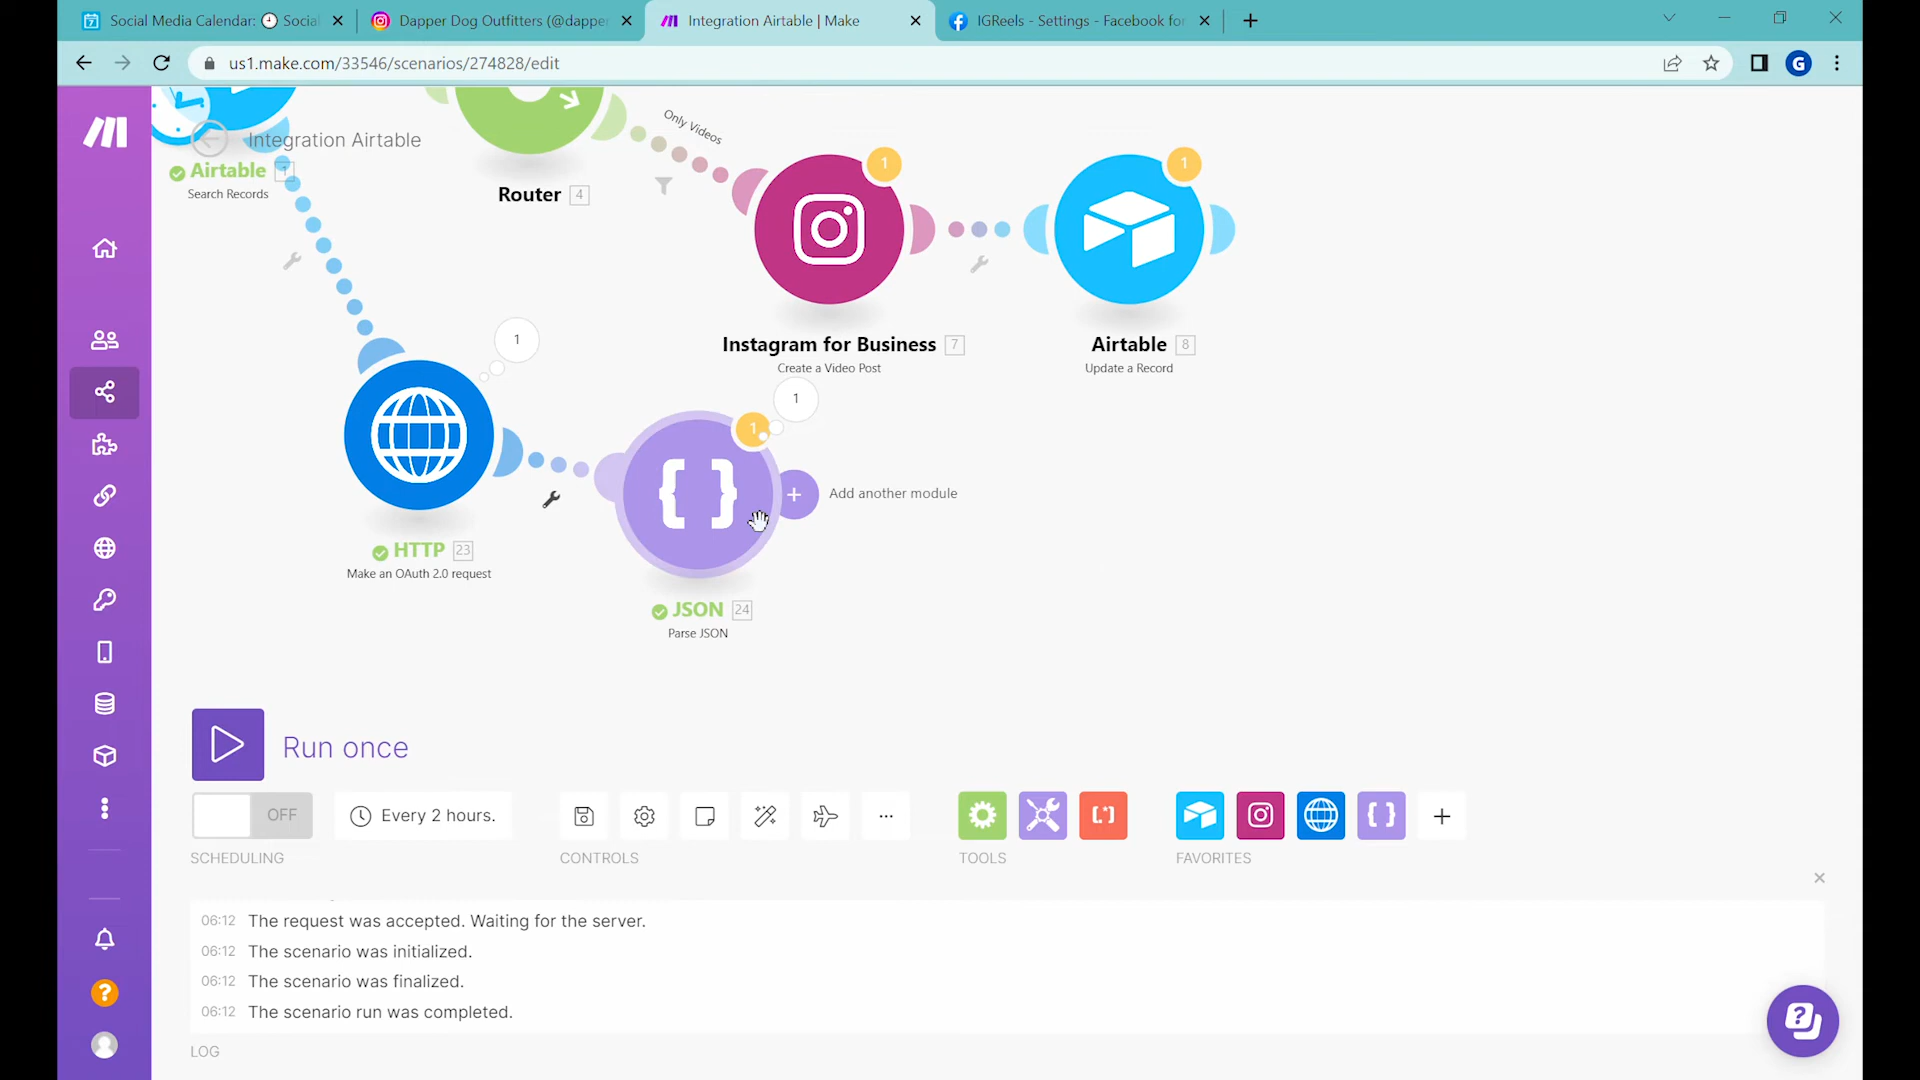 Social Media Calendar: Socia
Dapper Dog Outfitters (@dapper
Integration Airtable | Make
IGReels - Settings - Facebook for
us1.make.com/33546/scenarios/274828/edit
G
Integration Airtable
Only Videos
Airtable 1
Search Records
Router 4
1
1
Instagram for Business 7
Create a Video Post
Airtable 8
Update a Record
1
1
1
Add another module
HTTP 23
Make an OAuth 2.0 request
JSON 24
Parse JSON
Run once
OFF
Every 2 hours.
SCHEDULING
CONTROLS
TOOLS
FAVORITES
06:12 The request was accepted. Waiting for the server.
06:12 The scenario was initialized.
06:12 The scenario was finalized.
06:12 The scenario run was completed.
LOG